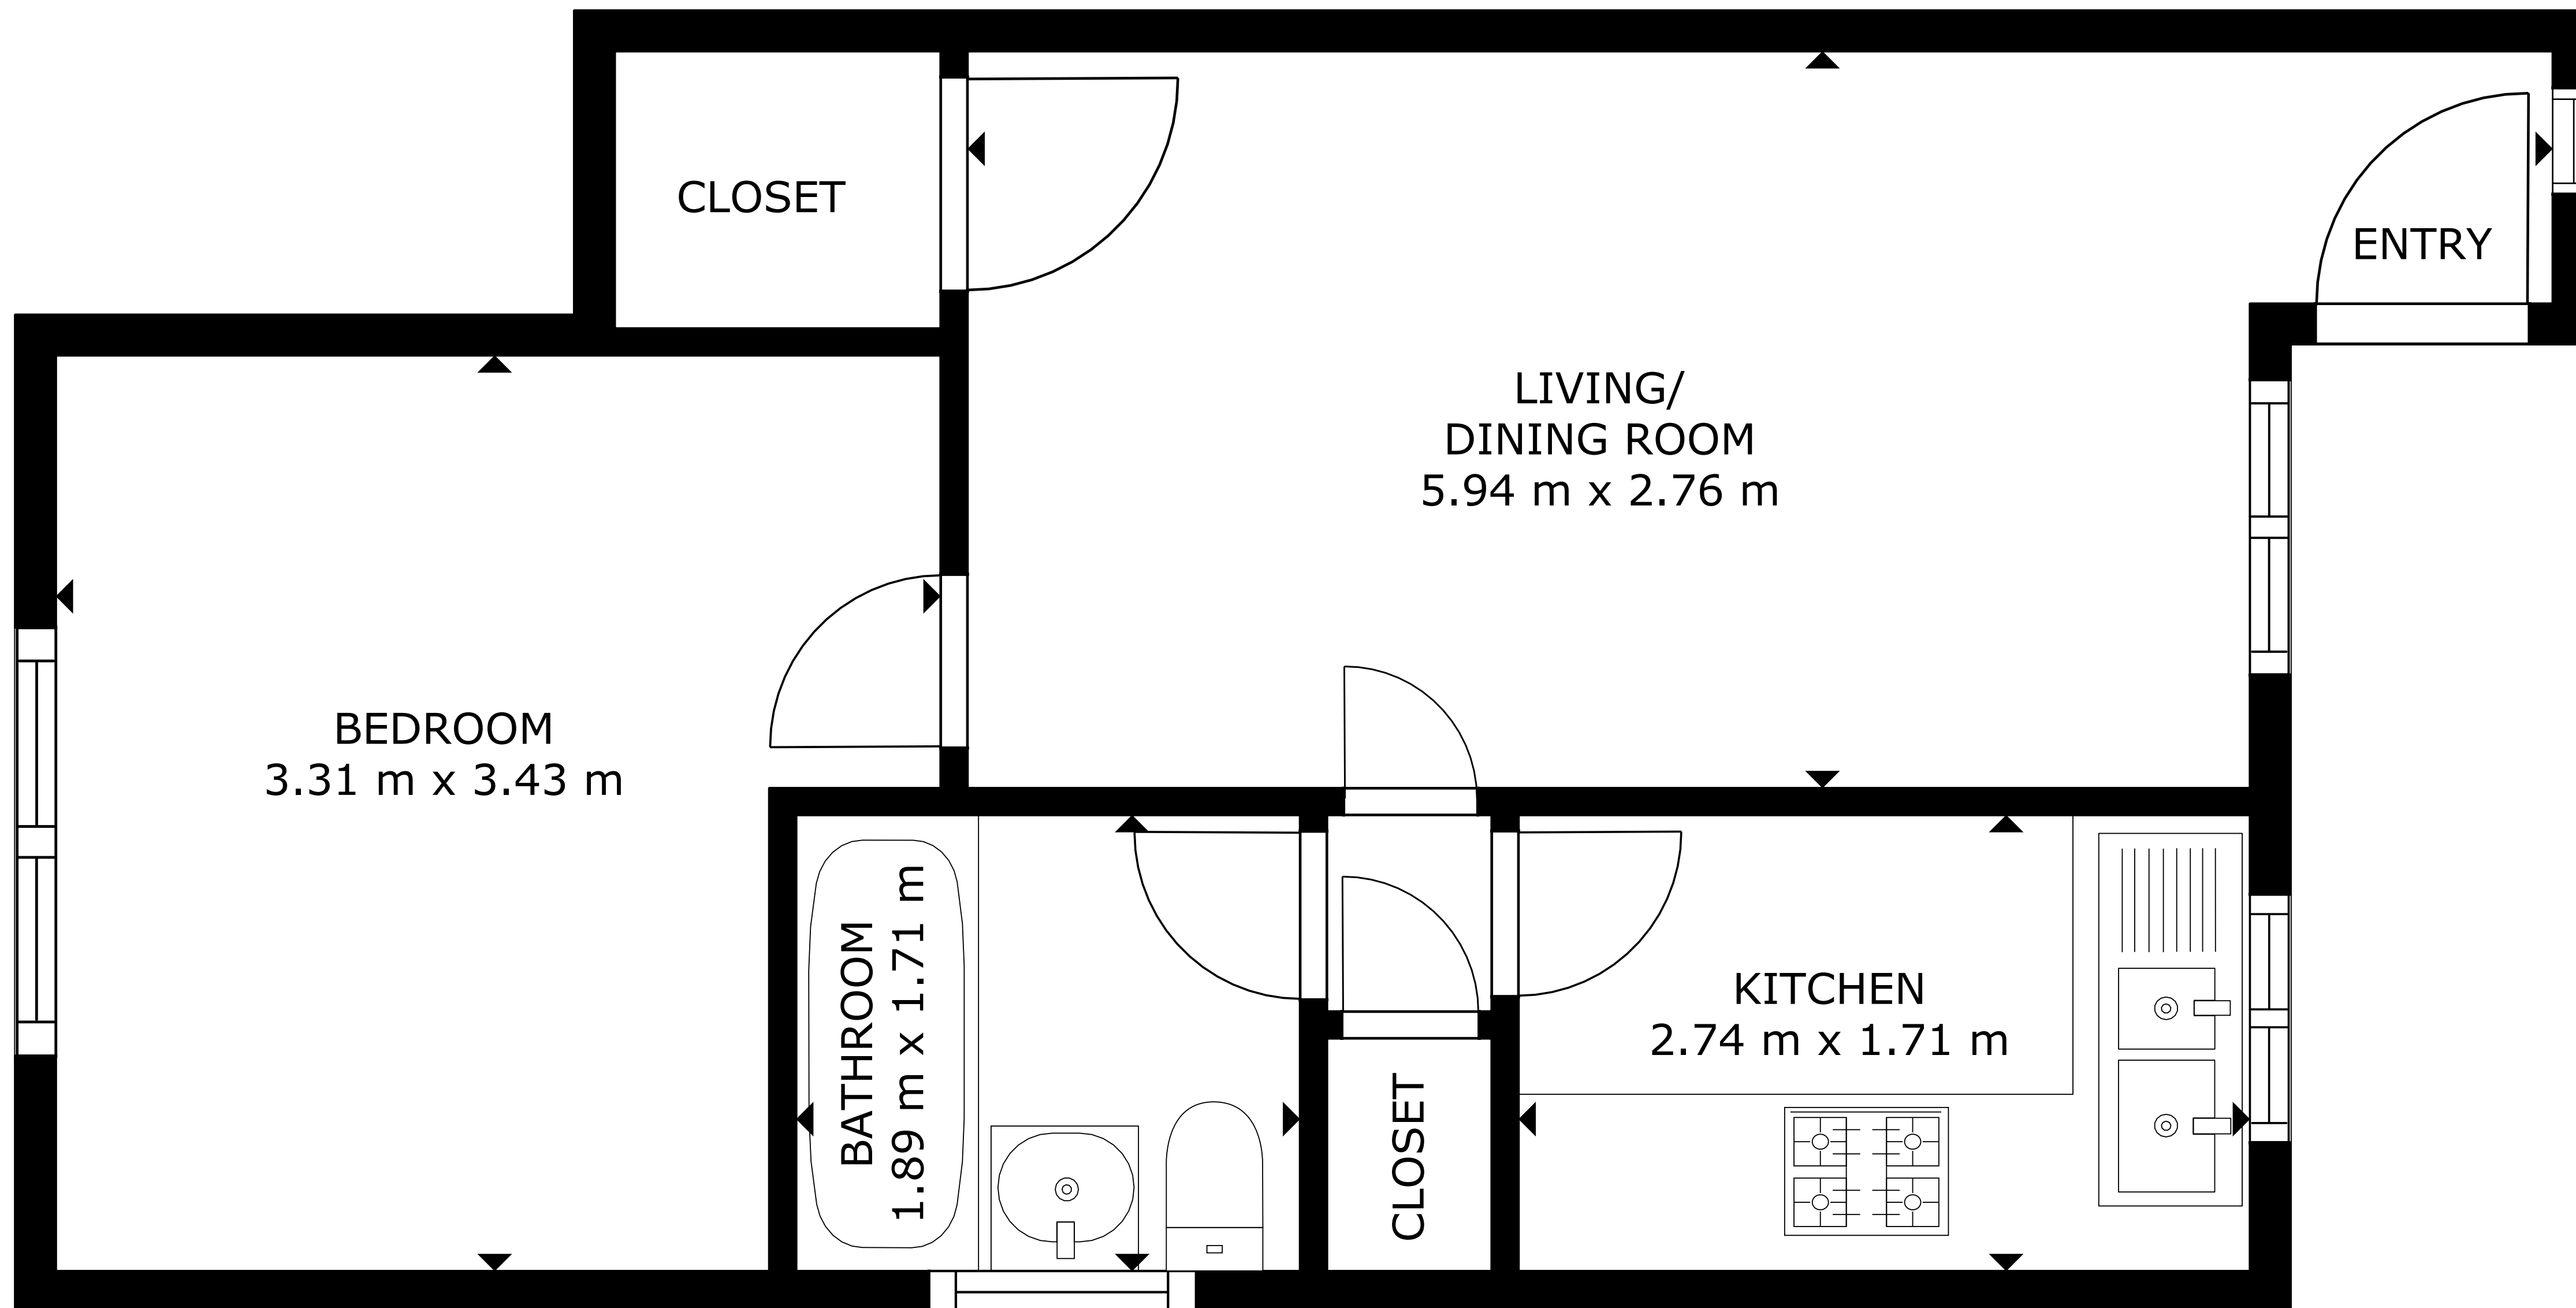 CLOSET
ENTRY
LIVING/
DINING ROOM
5.94 m x 2.76 m
BEDROOM
3.31 m x 3.43 m
BATHROOM
1.89 m x 1.71 m
CLOSET
KITCHEN
2.74 m x 1.71 m